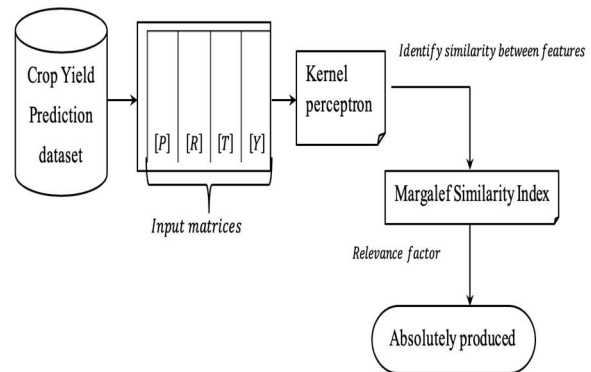 Crop Yield
Prediction
dataset
[P] [R] [T] [Y]
Input matrices
Kernel
perceptron
Identify similarity between features
Margalef Similarity Index
Relevance factor
Absolutely produced